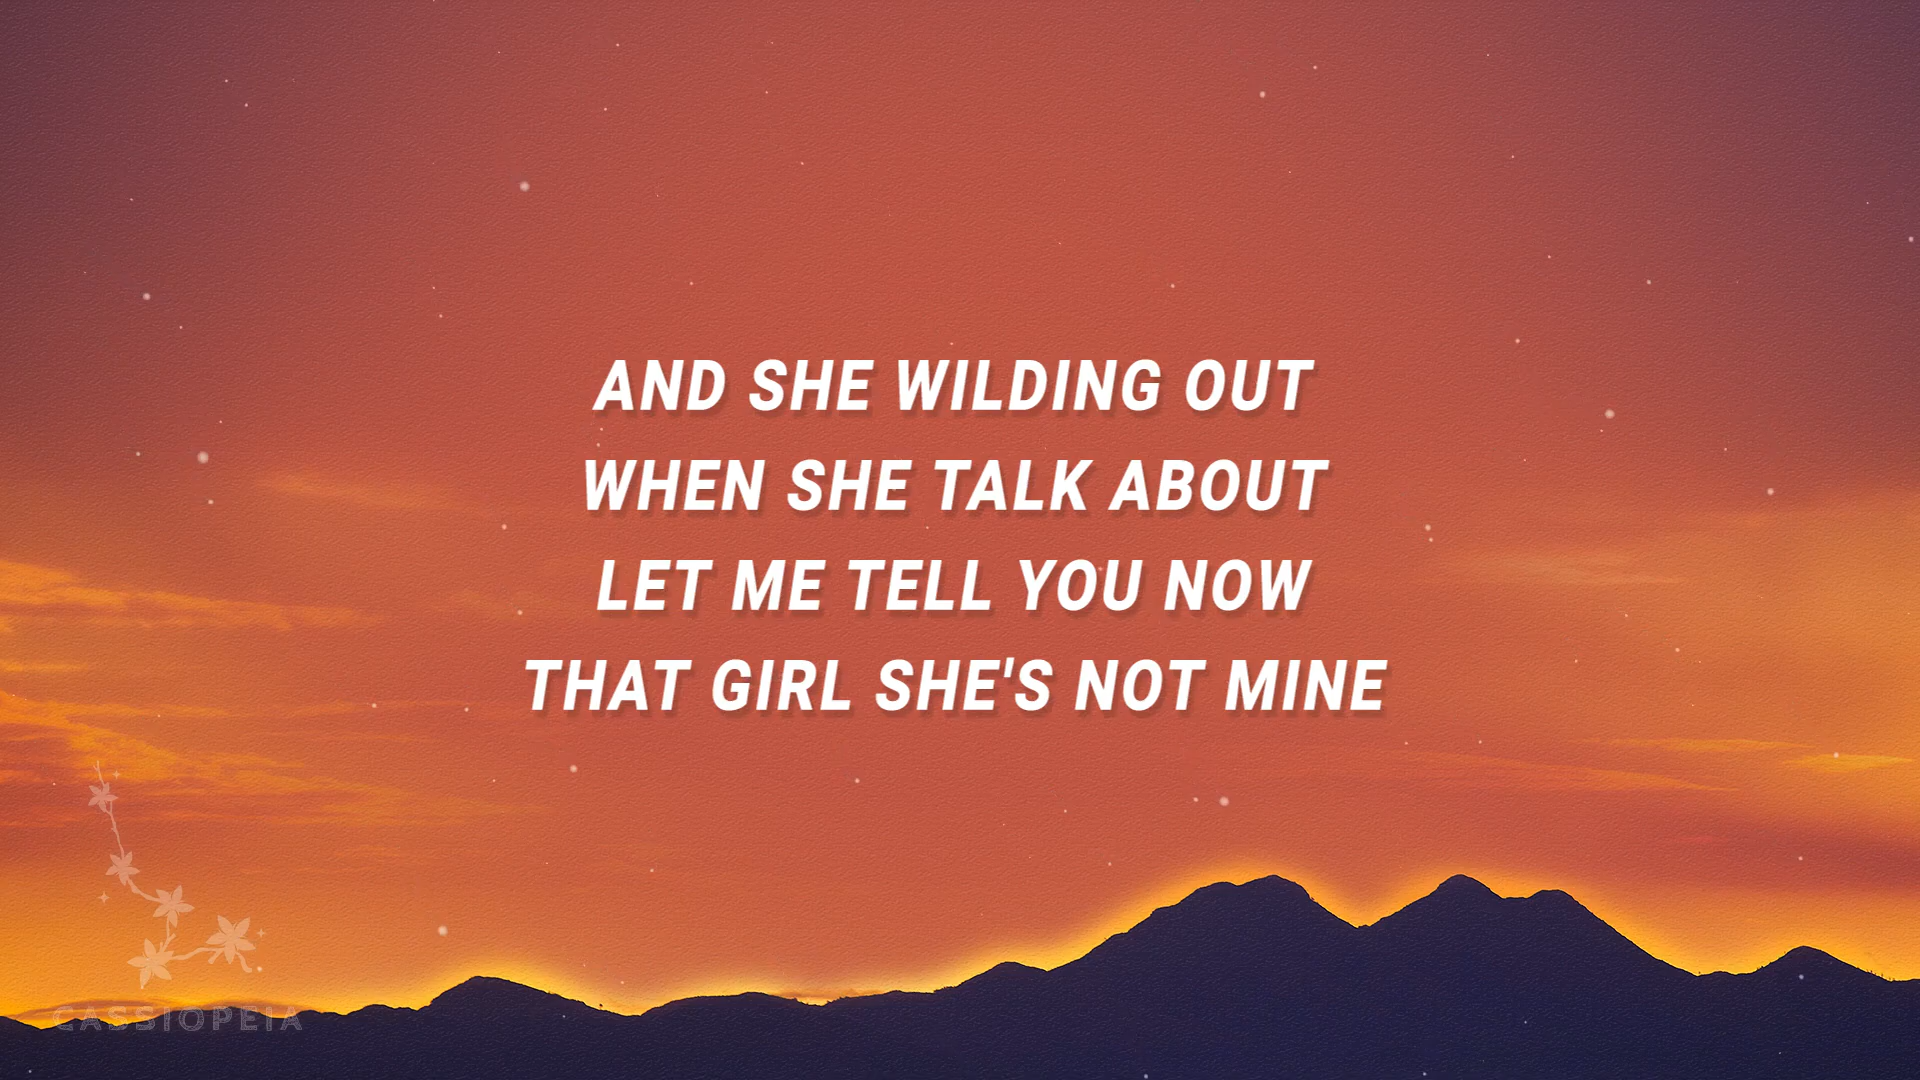 AND SHE WILDING OUT
WHEN SHE TALK ABOUT
LET ME TELL YOU NOW
THAT GIRL SHE'S NOT MINE
CASSIOPEIA